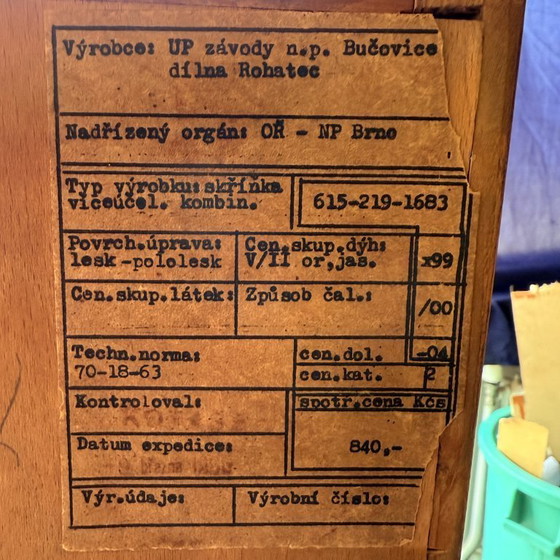 Výrobce: UP závody n.p. Bučovice
dílna Rohatec
Nadřízený orgán: OŘ - NP Brno
Typ výrobku: skříňka
víceúčel. kombin.
615-219-1683
Povrch.úprava:
lesk-pololesk
Cen.skup.dýh:
V/II oř,jas.
x99
Cen.skup.látek:
Způsob čal.:
/00
Techn.norma:
70-18-63
cen.dol.
-04
cen.kat.
2
Kontroloval:
spotř.cena Kčs
Datum expedice:
840,-
Výr.údaje:
Výrobní číslo: